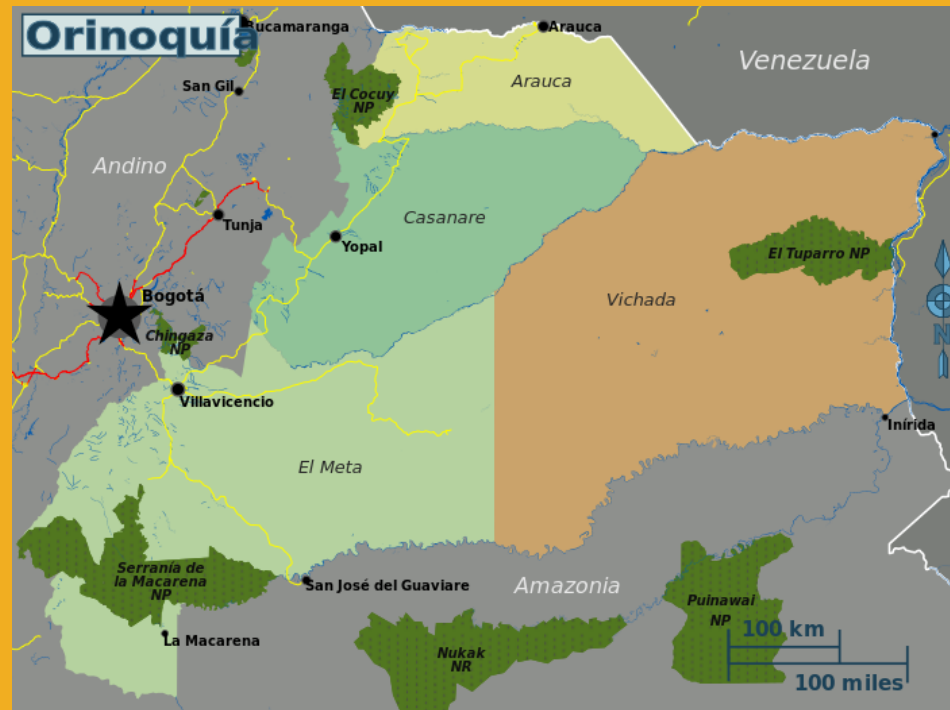 Orinoquía
Bucamaranga
Arauca
Venezuela
San Gil
El Cocuy
NP
Arauca
Andino
Tunja
Casanare
Yopal
El Tuparro NP
Bogotá
Vichada
Chingaza
NP
N
Villavicencio
Inírida
El Meta
Serranía de
la Macarena
NP
San José del Guaviare
Amazonia
Puinawai
NP
100 km
La Macarena
Nukak
NR
100 miles